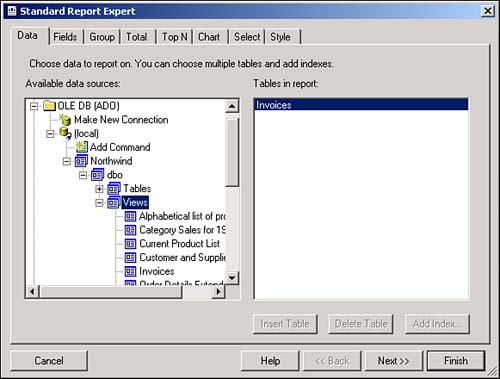 Standard Report Expert
Data Fields Group Total Top N Chart Select Style
Choose data to report on. You can choose multiple tables and add indexes.
Available data sources: Tables in report:
OLE DB (ADO) Invoices
Make New Connection
(local)
Add Command
Northwind
dbo
Tables
Views
Alphabetical list of pro
Category Sales for 19
Current Product List
Customer and Supplie
Invoices
Order Details Extend
Insert Table Delete Table Add Index...
Cancel Help << Back Next >> Finish